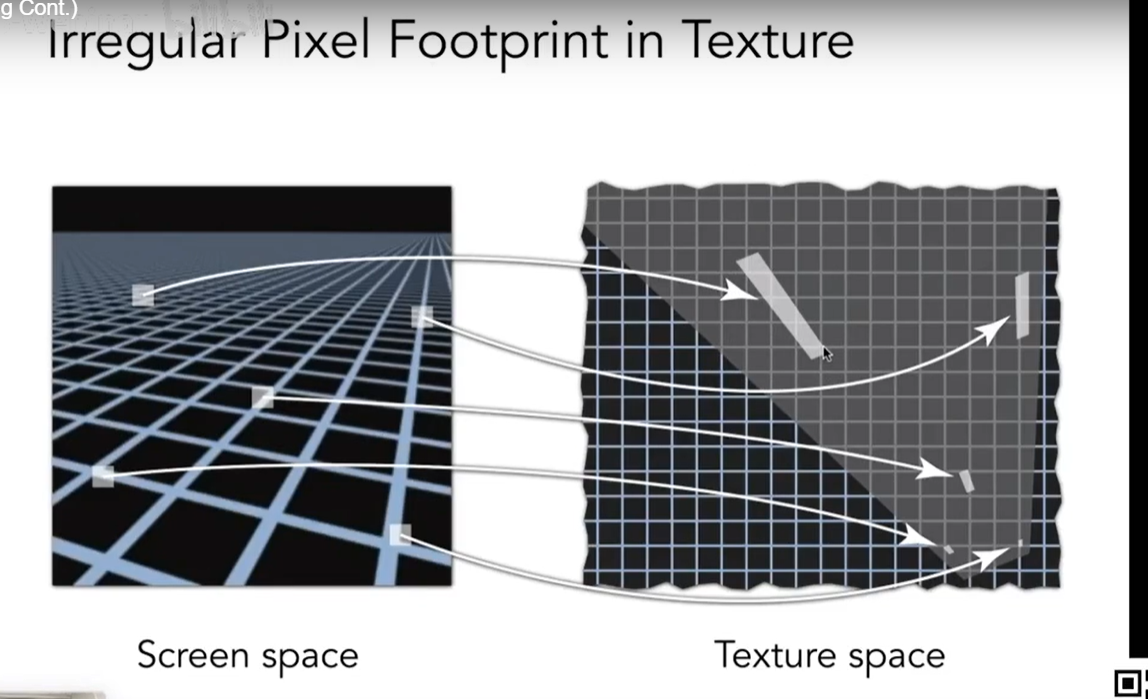 g Cont.)
Irregular Pixel Footprint in Texture
Screen space
Texture space